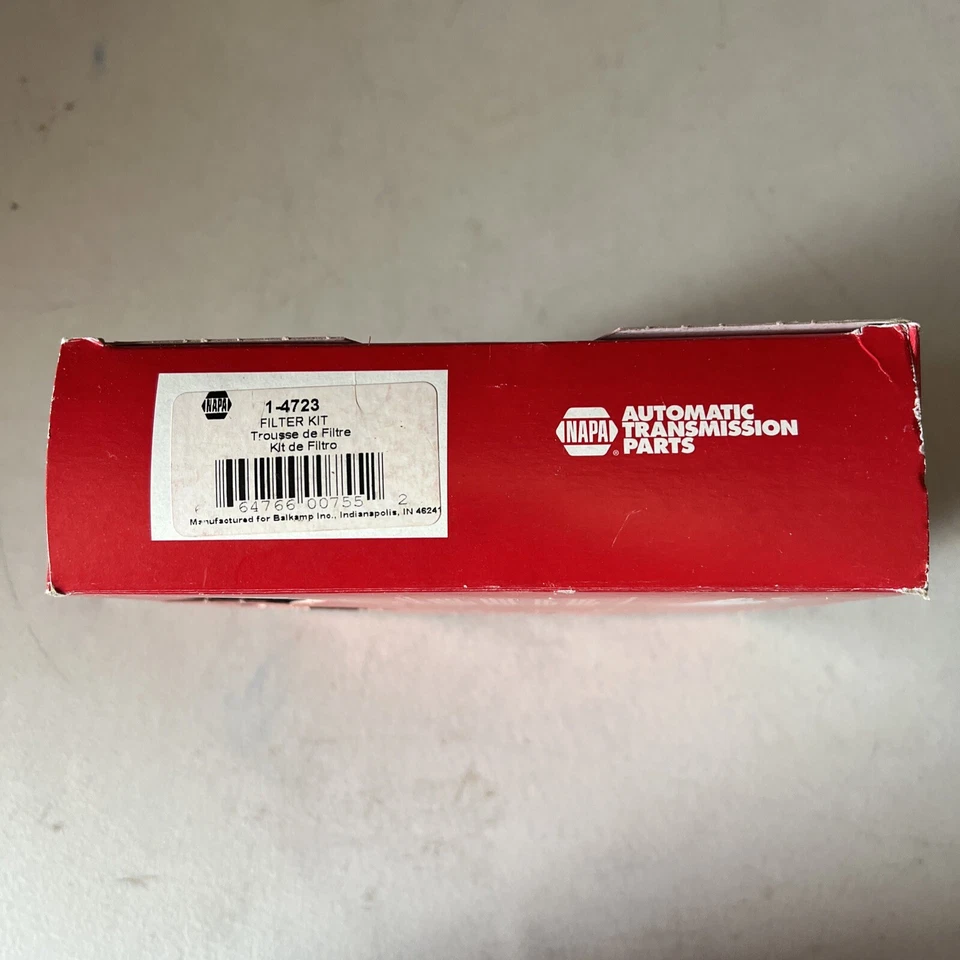 NAPA
1-4723
FILTER KIT
Trousse de Filtre
Kit de Filtro
64766 00755 2
Manufactured for Balkamp Inc., Indianapolis, IN 46241
NAPA®
AUTOMATIC
TRANSMISSION
PARTS